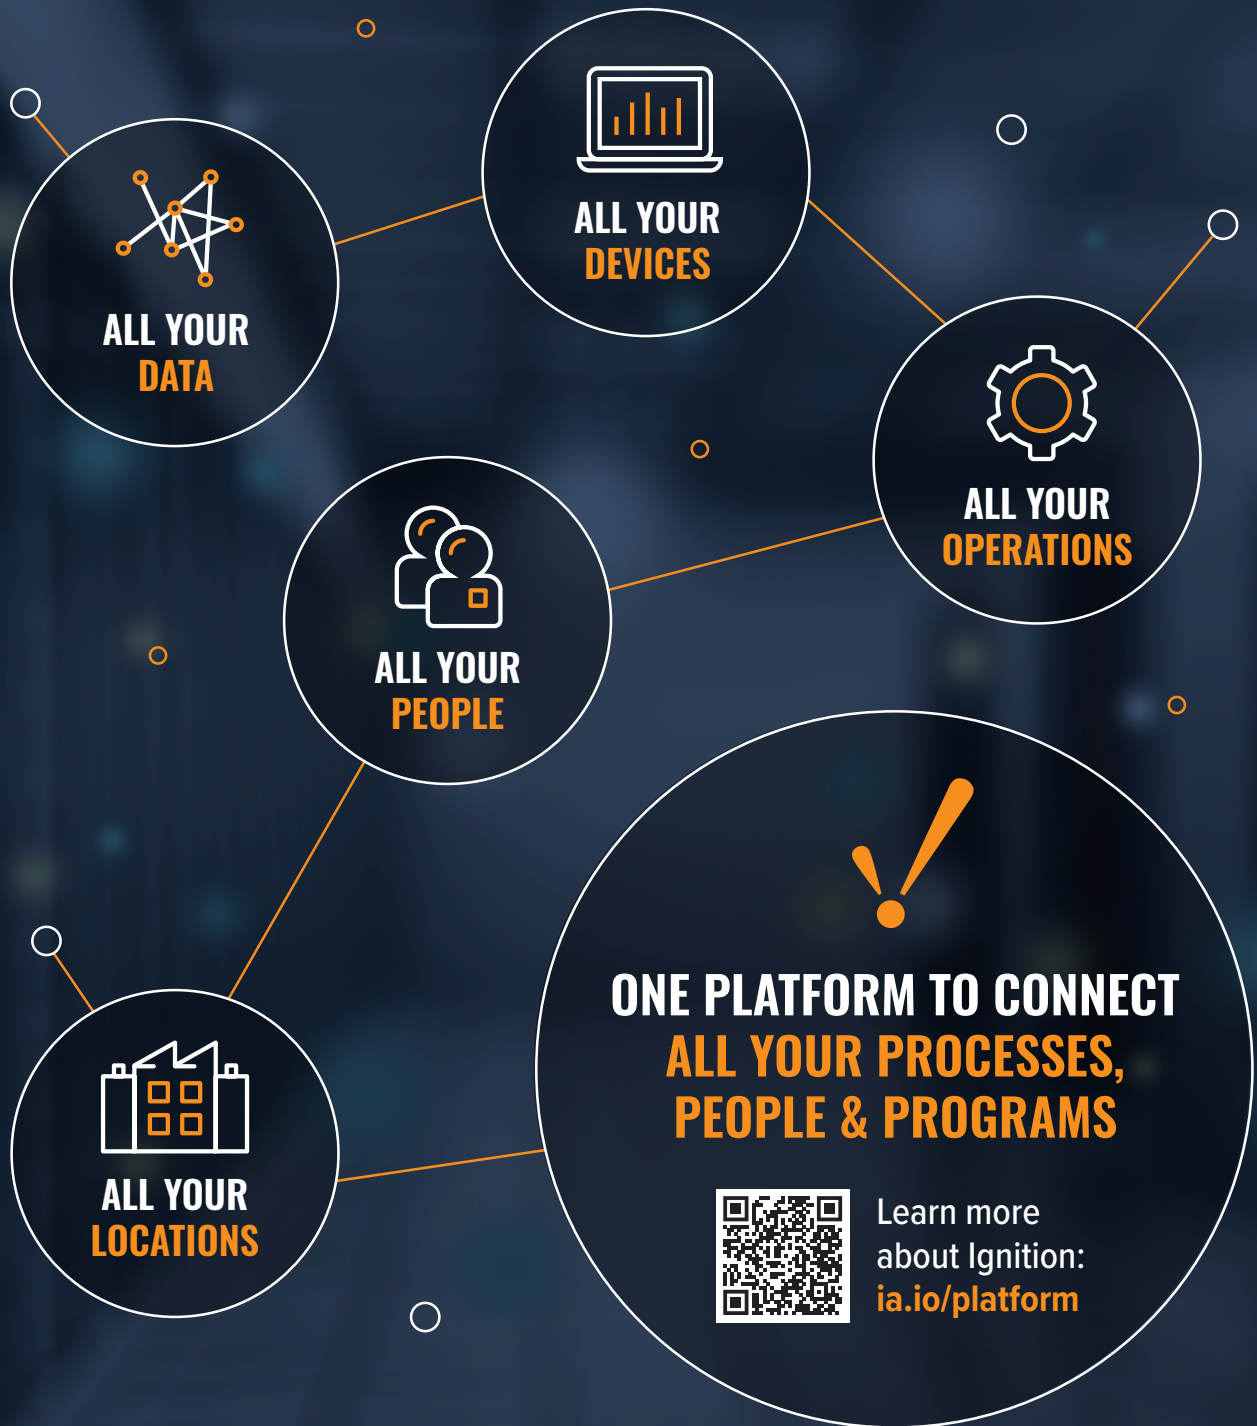 ALL YOUR
DATA
ALL YOUR
DEVICES
ALL YOUR
OPERATIONS
ALL YOUR
PEOPLE
ALL YOUR
LOCATIONS
ONE PLATFORM TO CONNECT
ALL YOUR PROCESSES,
PEOPLE & PROGRAMS
Learn more
about Ignition:
ia.io/platform